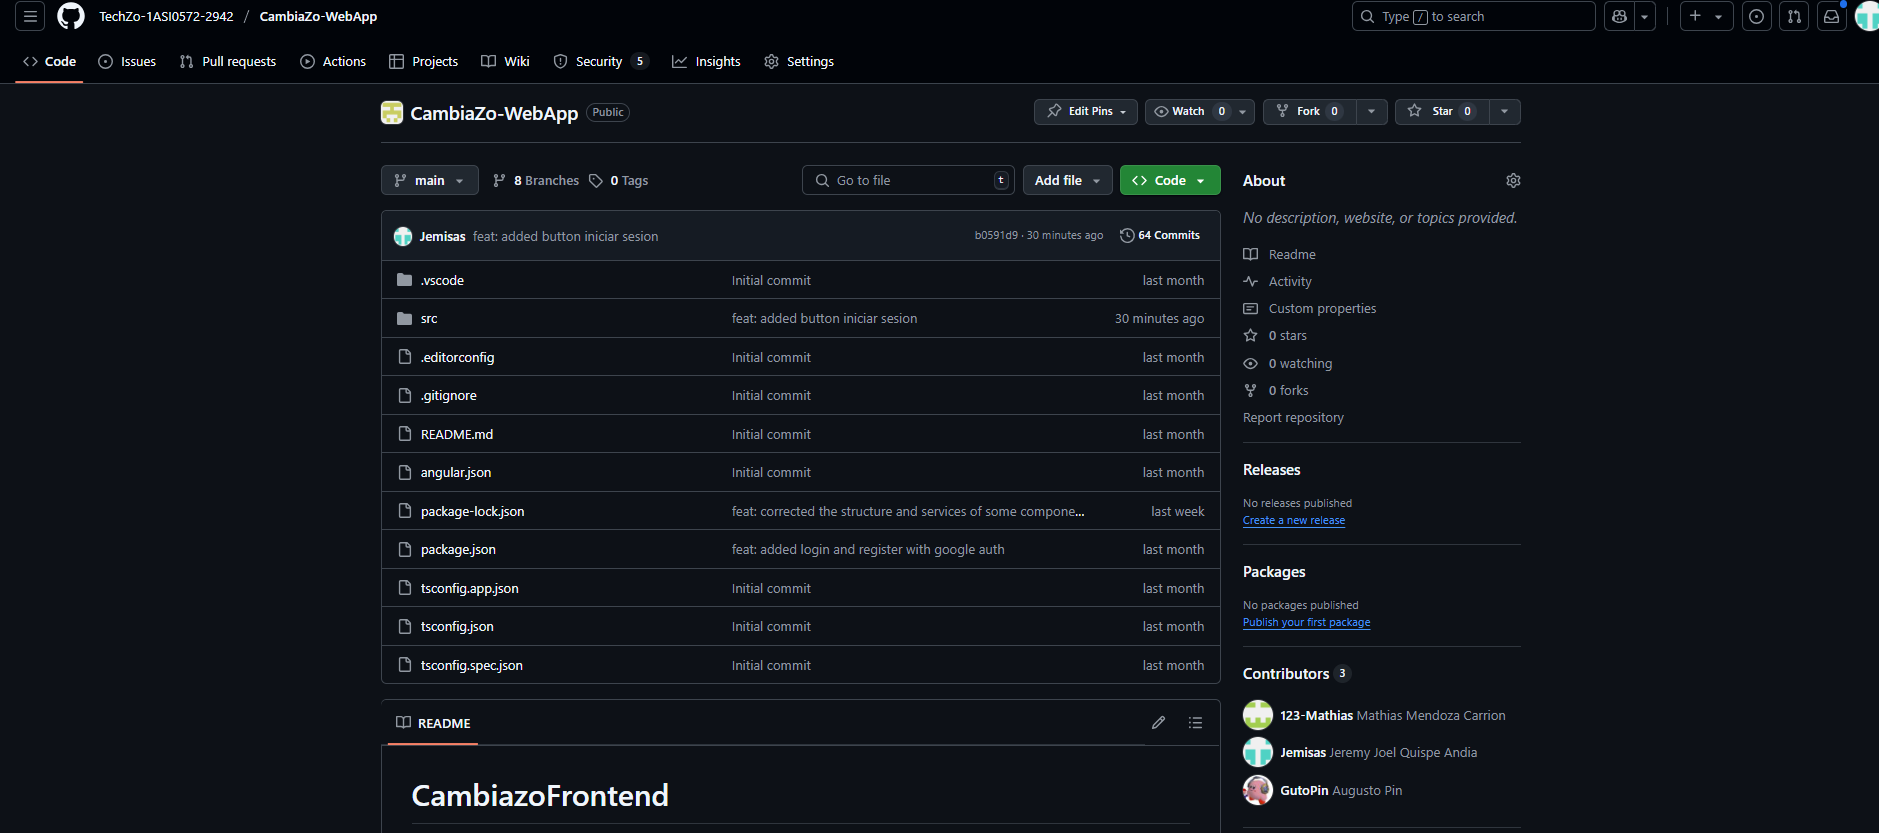 TechZo-1ASI0572-2942 / CambiaZo-WebApp
Type / to search
Code Issues Pull requests Actions Projects Wiki Security 5 Insights Settings
CambiaZo-WebApp Public
Edit Pins Watch 0 Fork 0 Star 0
main 8 Branches 0 Tags
Go to file t Add file Code
Jemisas feat: added button iniciar sesion b0591d9 · 30 minutes ago 64 Commits
.vscode Initial commit last month
src feat: added button iniciar sesion 30 minutes ago
.editorconfig Initial commit last month
.gitignore Initial commit last month
README.md Initial commit last month
angular.json Initial commit last month
package-lock.json feat: corrected the structure and services of some compone... last week
package.json feat: added login and register with google auth last month
tsconfig.app.json Initial commit last month
tsconfig.json Initial commit last month
tsconfig.spec.json Initial commit last month
README
CambiazoFrontend
About
No description, website, or topics provided.
Readme
Activity
Custom properties
0 stars
0 watching
0 forks
Report repository
Releases
No releases published
Create a new release
Packages
No packages published
Publish your first package
Contributors 3
123-Mathias Mathias Mendoza Carrion
Jemisas Jeremy Joel Quispe Andia
GutoPin Augusto Pin